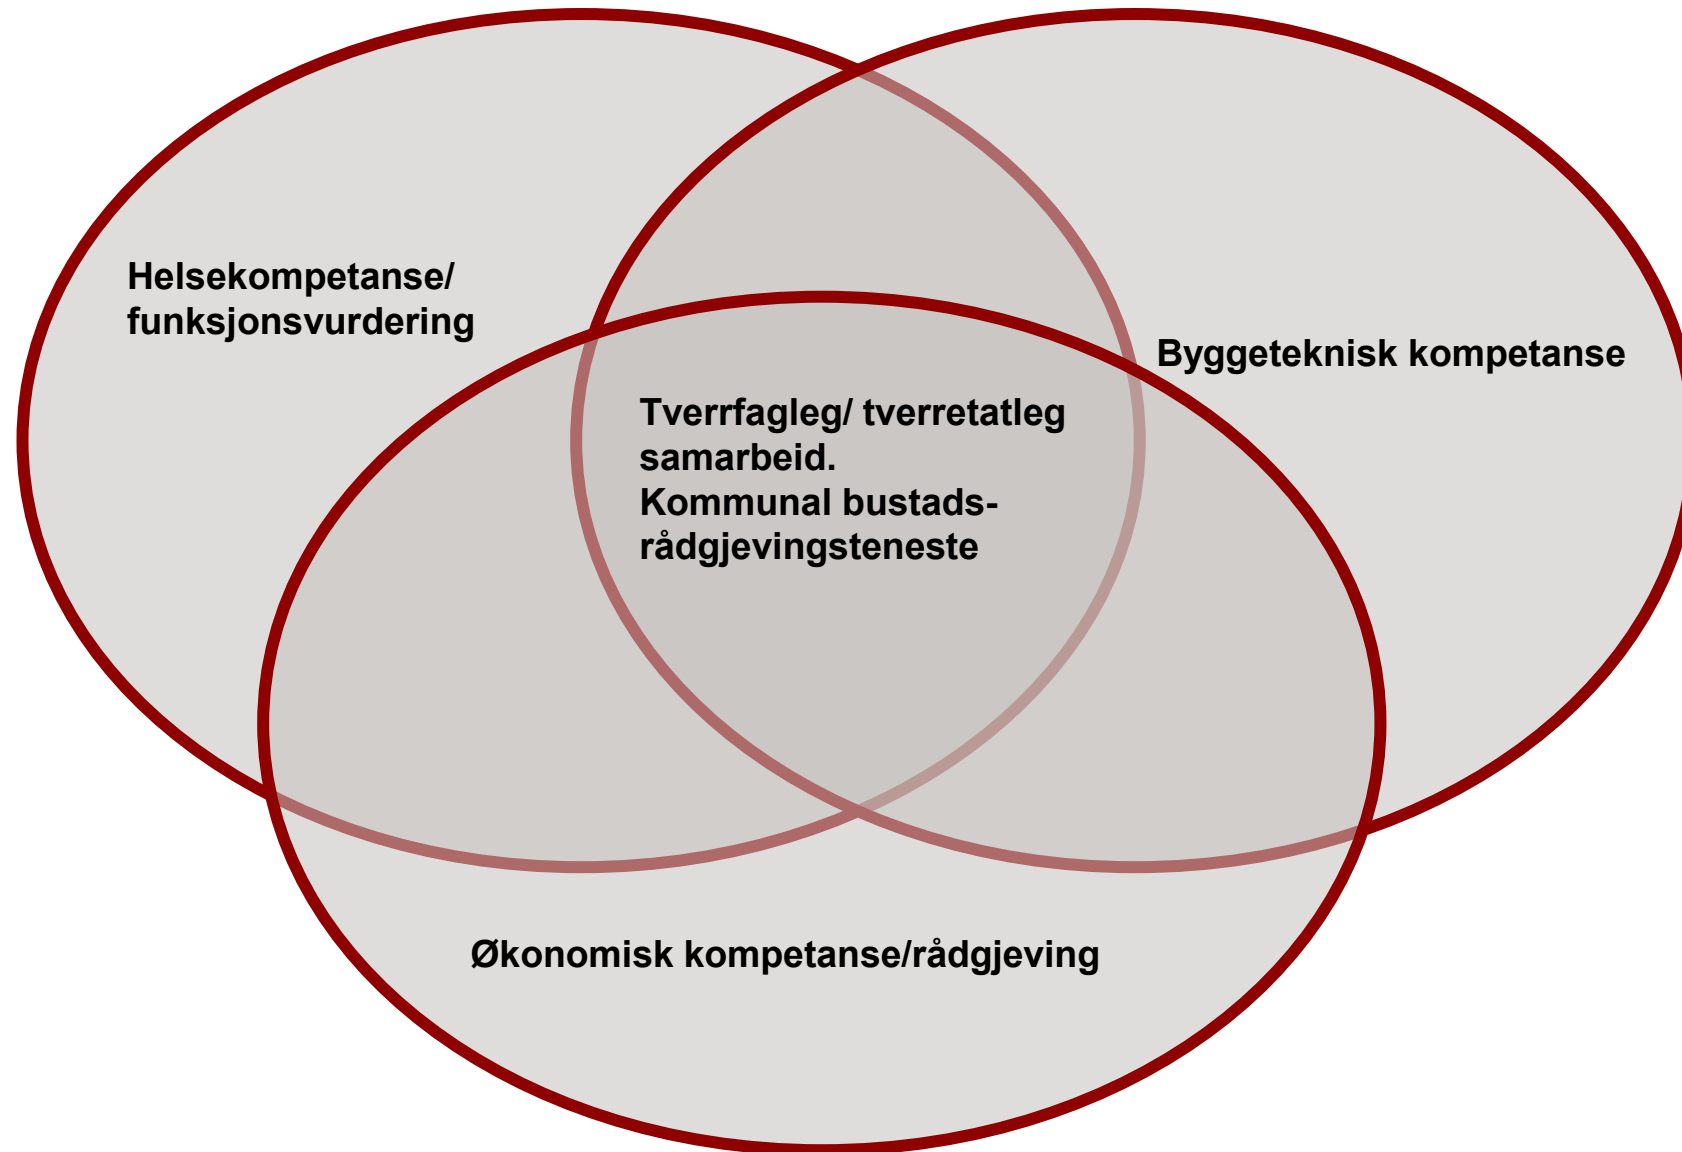 Helsekompetanse/
funksjonsvurdering
Byggeteknisk kompetanse
Tverrfagleg/ tverretatleg
samarbeid.
Kommunal bustads-
rådgjevingsteneste
Økonomisk kompetanse/rådgjeving